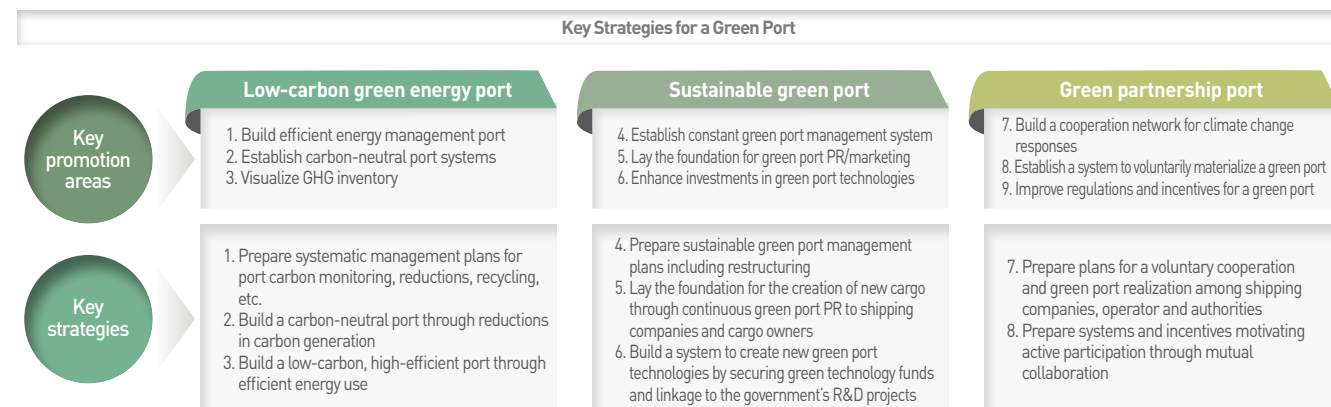 Key Strategies for a Green Port
Low-carbon green energy port
Sustainable green port
Green partnership port
Key
promotion
areas
1. Build efficient energy management port
2. Establish carbon-neutral port systems
3. Visualize GHG inventory
4. Establish constant green port management system
5. Lay the foundation for green port PR/marketing
6. Enhance investments in green port technologies
7. Build a cooperation network for climate change
responses
8. Establish a system to voluntarily materialize a green port
9. Improve regulations and incentives for a green port
Key
strategies
1. Prepare systematic management plans for
port carbon monitoring, reductions, recycling,
etc.
2. Build a carbon-neutral port through reductions
in carbon generation
3. Build a low-carbon, high-efficient port through
efficient energy use
4. Prepare sustainable green port management
plans including restructuring
5. Lay the foundation for the creation of new cargo
through continuous green port PR to shipping
companies and cargo owners
6. Build a system to create new green port
technologies by securing green technology funds
and linkage to the government's R&D projects
7. Prepare plans for a voluntary cooperation
and green port realization among shipping
companies, operator and authorities
8. Prepare systems and incentives motivating
active participation through mutual
collaboration